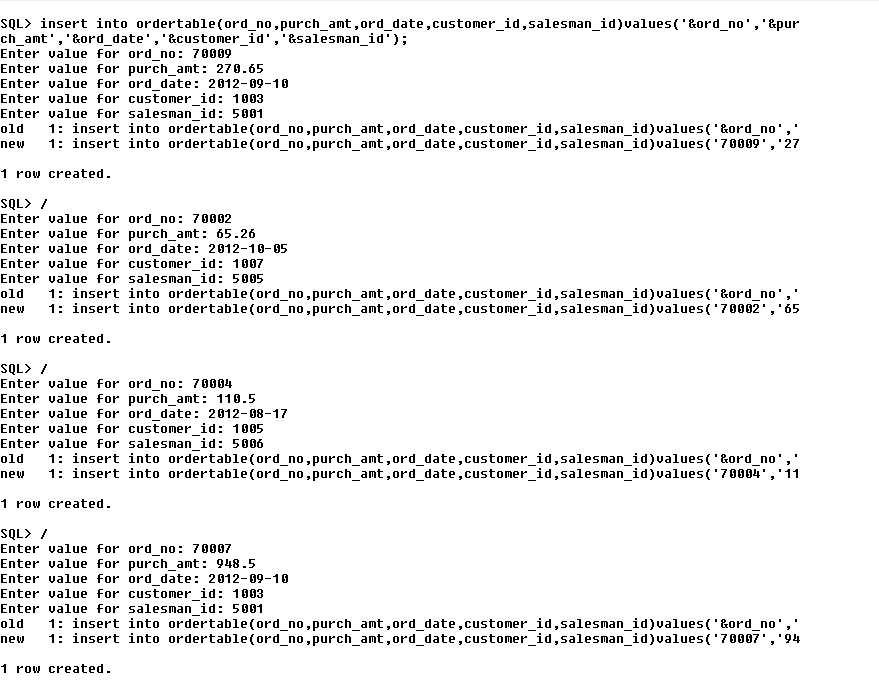 SQL> insert into ordertable(ord_no,purch_amt,ord_date,customer_id,salesman_id)values('&ord_no','&pur
ch_amt','&ord_date','&customer_id','&salesman_id');
Enter value for ord_no: 70009
Enter value for purch_amt: 270.65
Enter value for ord_date: 2012-09-10
Enter value for customer_id: 1003
Enter value for salesman_id: 5001
old   1: insert into ordertable(ord_no,purch_amt,ord_date,customer_id,salesman_id)values('&ord_no','
new   1: insert into ordertable(ord_no,purch_amt,ord_date,customer_id,salesman_id)values('70009','27
1 row created.
SQL> /
Enter value for ord_no: 70002
Enter value for purch_amt: 65.26
Enter value for ord_date: 2012-10-05
Enter value for customer_id: 1007
Enter value for salesman_id: 5005
old   1: insert into ordertable(ord_no,purch_amt,ord_date,customer_id,salesman_id)values('&ord_no','
new   1: insert into ordertable(ord_no,purch_amt,ord_date,customer_id,salesman_id)values('70002','65
1 row created.
SQL> /
Enter value for ord_no: 70004
Enter value for purch_amt: 110.5
Enter value for ord_date: 2012-08-17
Enter value for customer_id: 1005
Enter value for salesman_id: 5006
old   1: insert into ordertable(ord_no,purch_amt,ord_date,customer_id,salesman_id)values('&ord_no','
new   1: insert into ordertable(ord_no,purch_amt,ord_date,customer_id,salesman_id)values('70004','11
1 row created.
SQL> /
Enter value for ord_no: 70007
Enter value for purch_amt: 948.5
Enter value for ord_date: 2012-09-10
Enter value for customer_id: 1003
Enter value for salesman_id: 5001
old   1: insert into ordertable(ord_no,purch_amt,ord_date,customer_id,salesman_id)values('&ord_no','
new   1: insert into ordertable(ord_no,purch_amt,ord_date,customer_id,salesman_id)values('70007','94
1 row created.